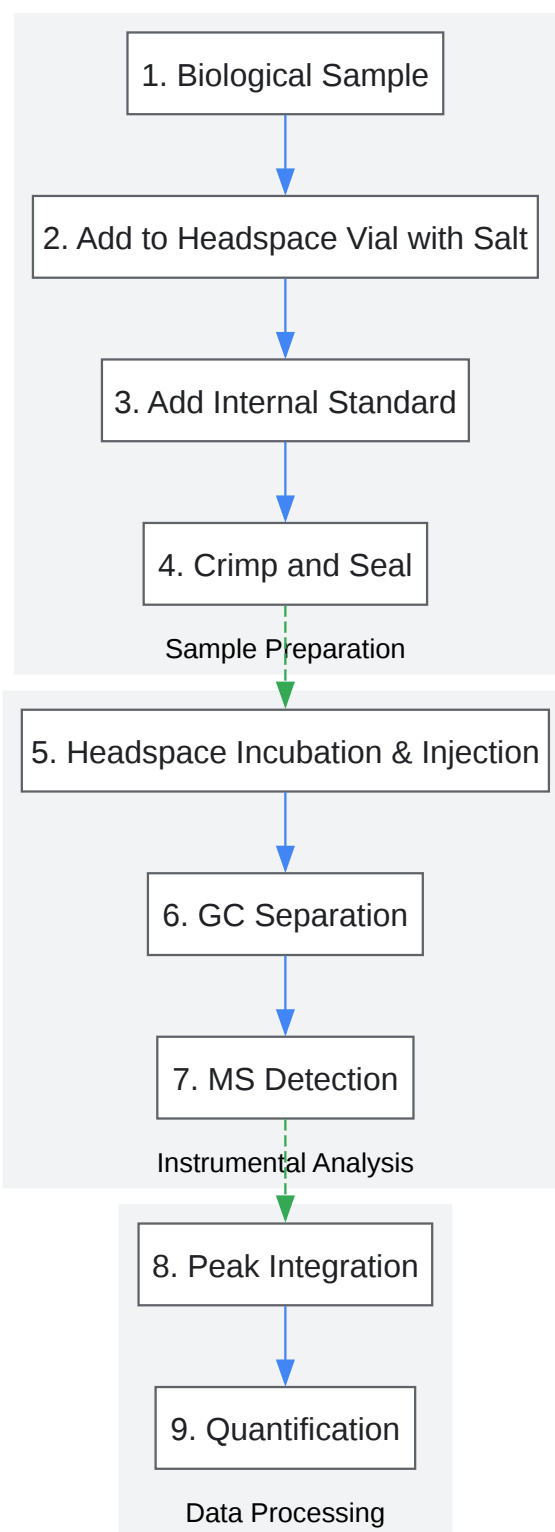 1. Biological Sample
2. Add to Headspace Vial with Salt
3. Add Internal Standard
4. Crimp and Seal
Sample Preparation
5. Headspace Incubation & Injection
6. GC Separation
7. MS Detection
Instrumental Analysis
8. Peak Integration
9. Quantification
Data Processing